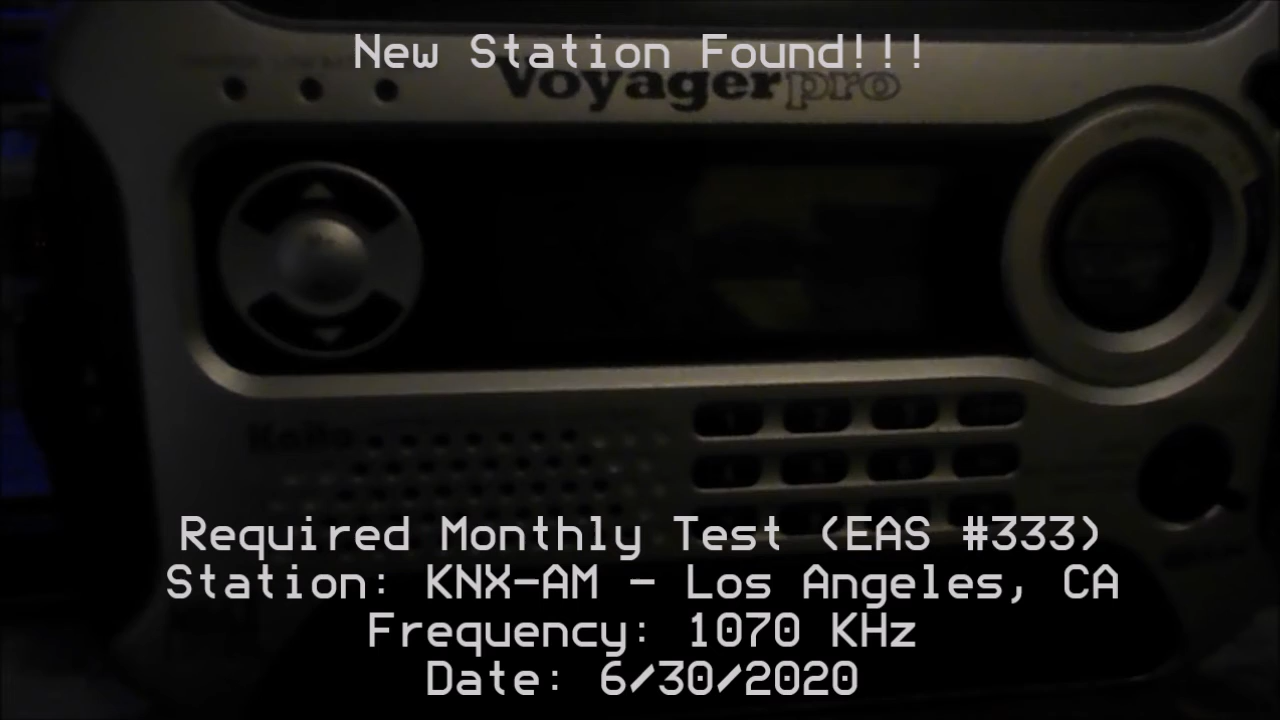 New Station Found!!!
Voyager pro
Kaito
Required Monthly Test (EAS #333)
Station: KNX-AM - Los Angeles, CA
Frequency: 1070 KHz
Date: 6/30/2020